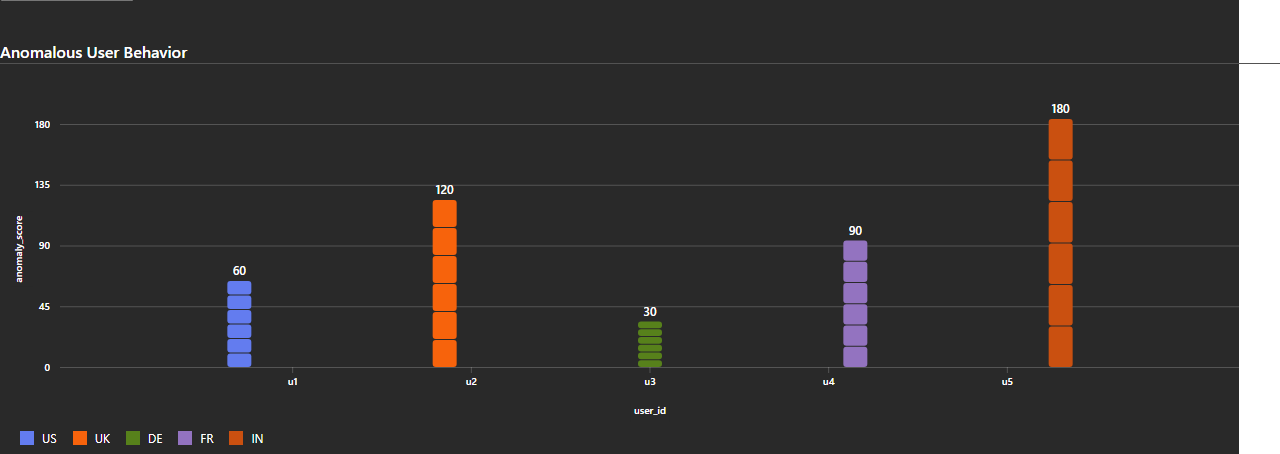 Anomalous User Behavior
180
180
135
120
90
90
60
45
30
0
anomaly_score
u1
u2
u3
u4
u5
user_id
US
UK
DE
FR
IN